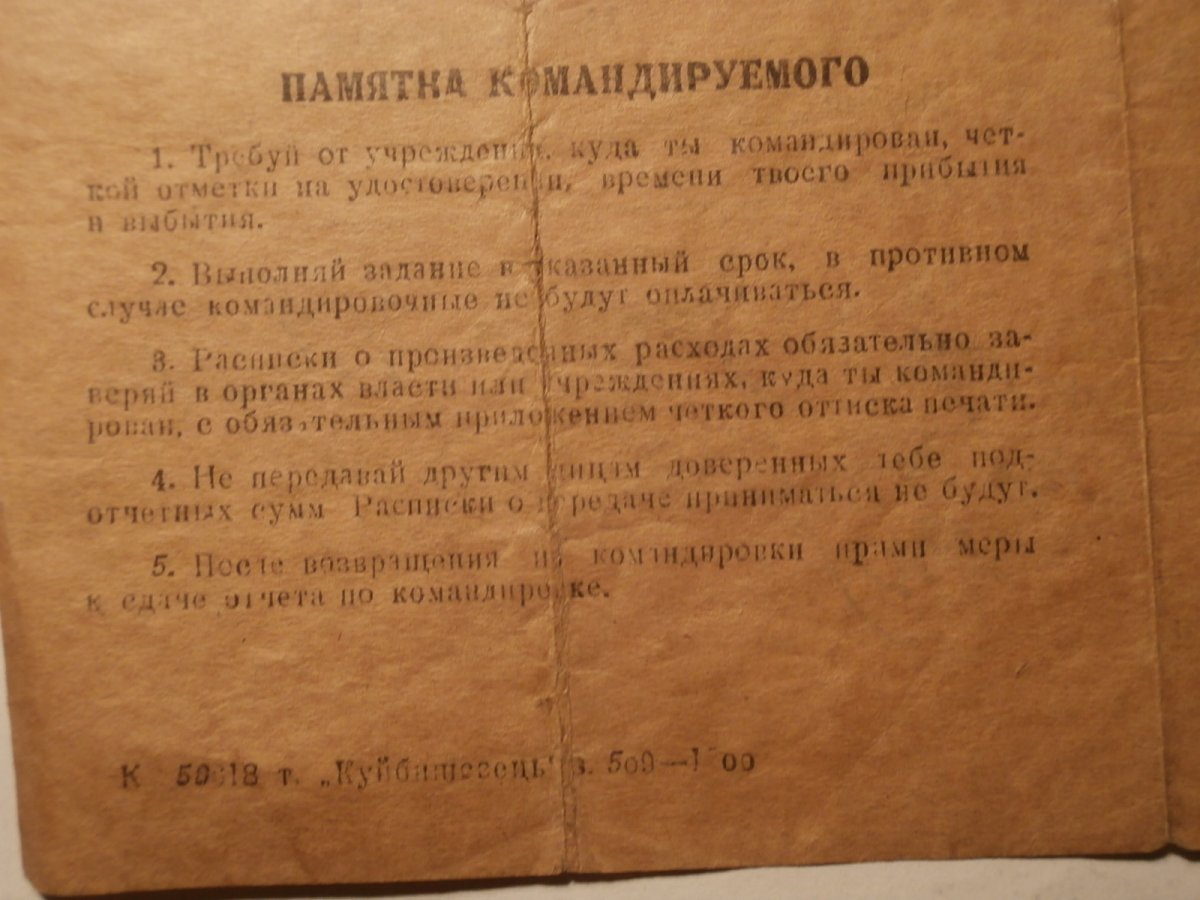 ПАМЯТКА КОМАНДИРУЕМОГО
1. Требуй от учреждения, куда ты командирован, чет-
кой отметки на удостоверении, времени твоего прибытия
и выбытия.
2. Выполняй задание в указанный срок, в противном
случае командировочные не будут оплачиваться.
3. Расписки о произведенных расходах обязательно за-
веряй в органах власти или учреждениях, куда ты команди-
рован, с обязательным приложением четкого оттиска печати.
4. Не передавай другим лицам доверенных тебе под-
отчетных сумм Расписки о передаче приниматься не будут.
5. После возвращения из командировки прими меры
к сдаче отчета по командировке.
К т. „ з.